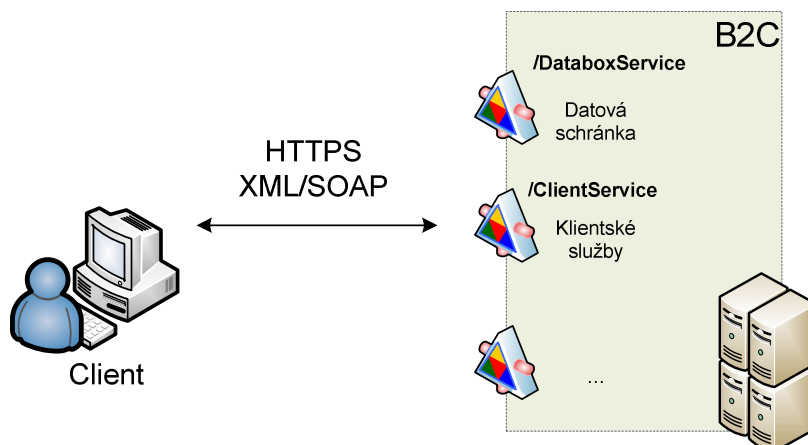 B2C
/DataboxService
Datová
schránka
HTTPS
XML/SOAP
/ClientService
Klientské
služby
Client
...